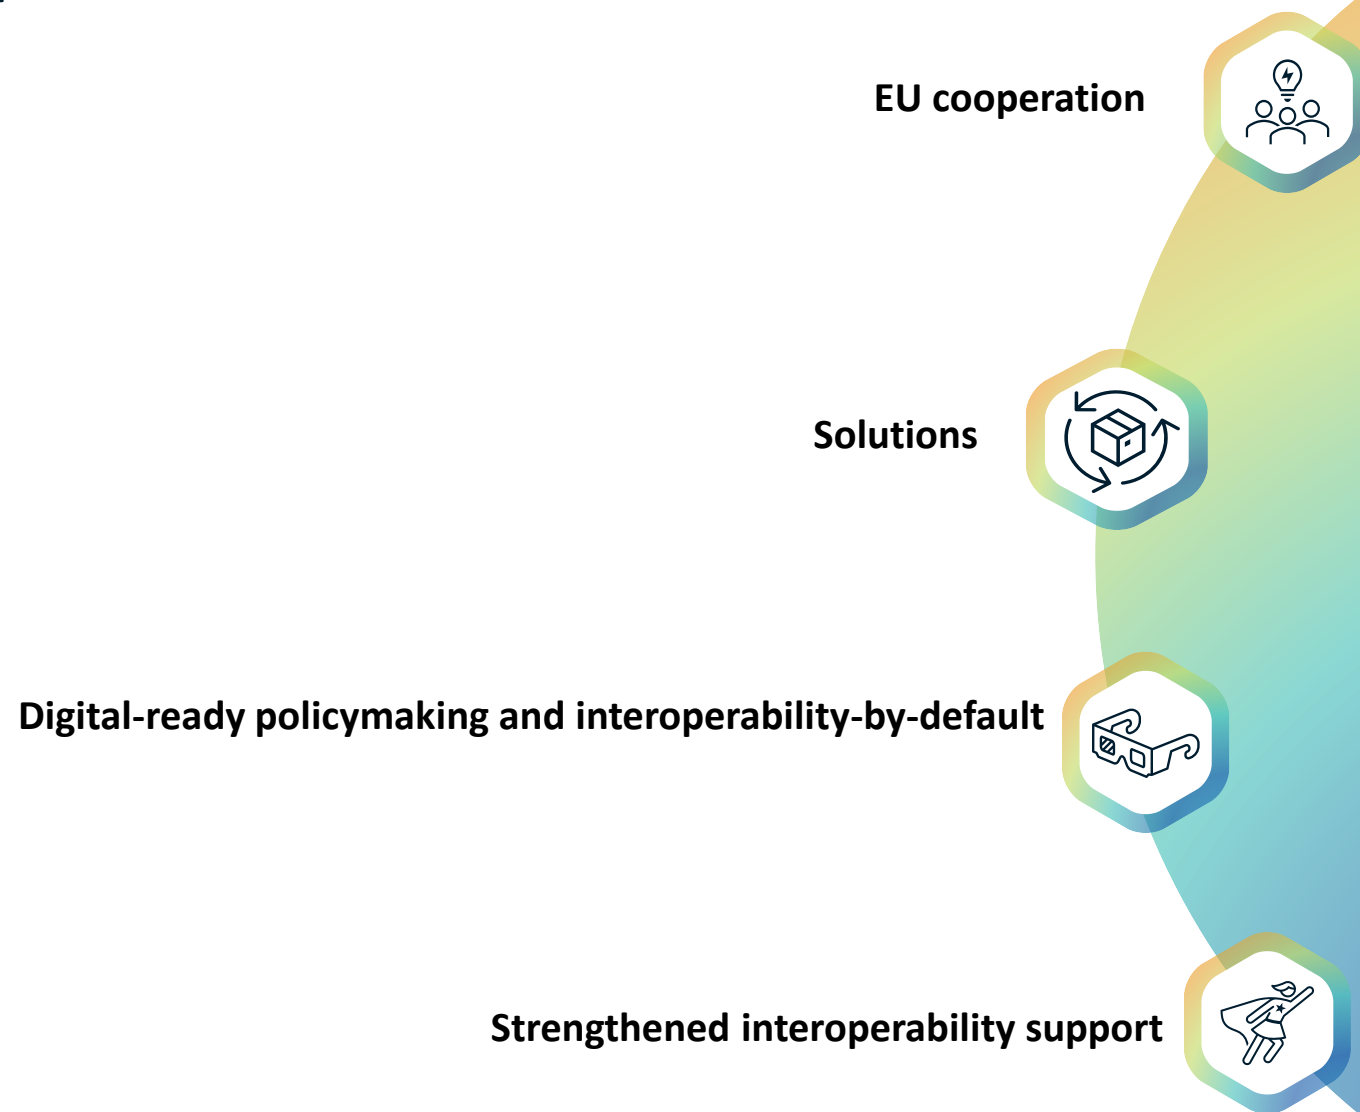 EU cooperation
Solutions
Digital-ready policymaking and interoperability-by-default
Strengthened interoperability support